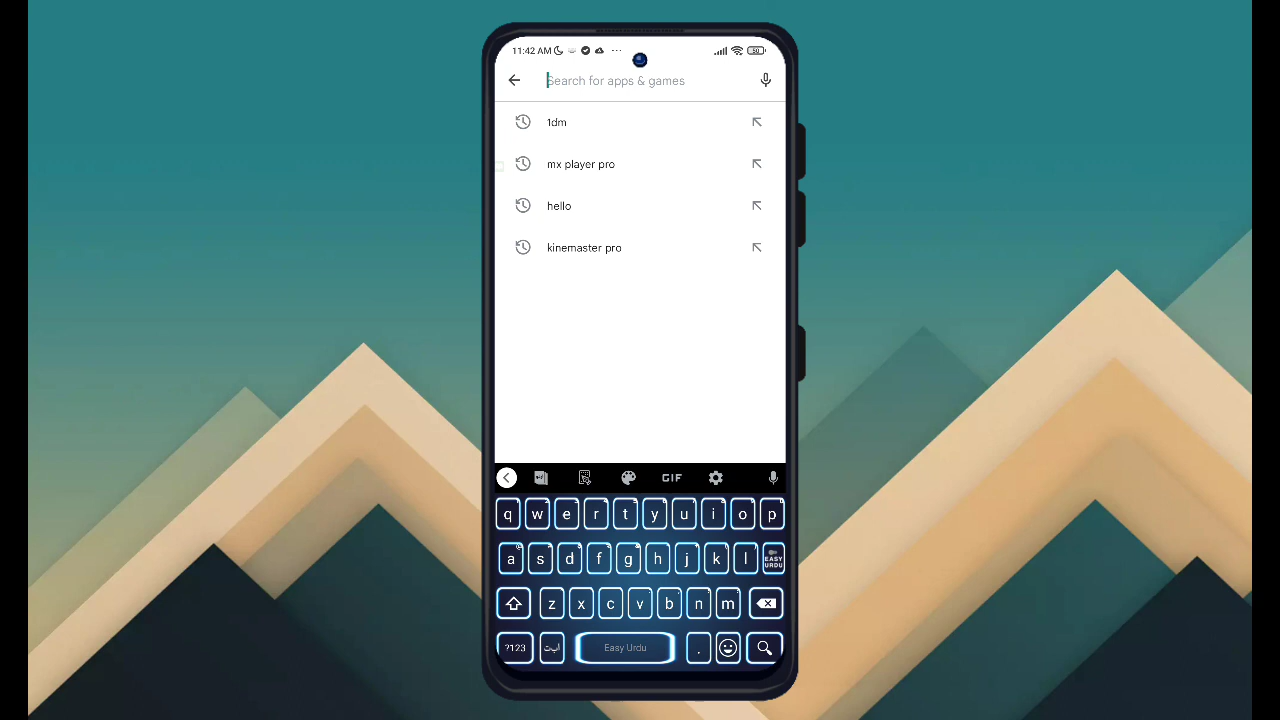 11:42 AM
50
Search for apps & games
1dm
mx player pro
hello
kinemaster pro
GIF
q w e r t y u i o p
a s d f g h j k l EASY URDU
z x c v b n m
?123 ا ب ت Easy Urdu .